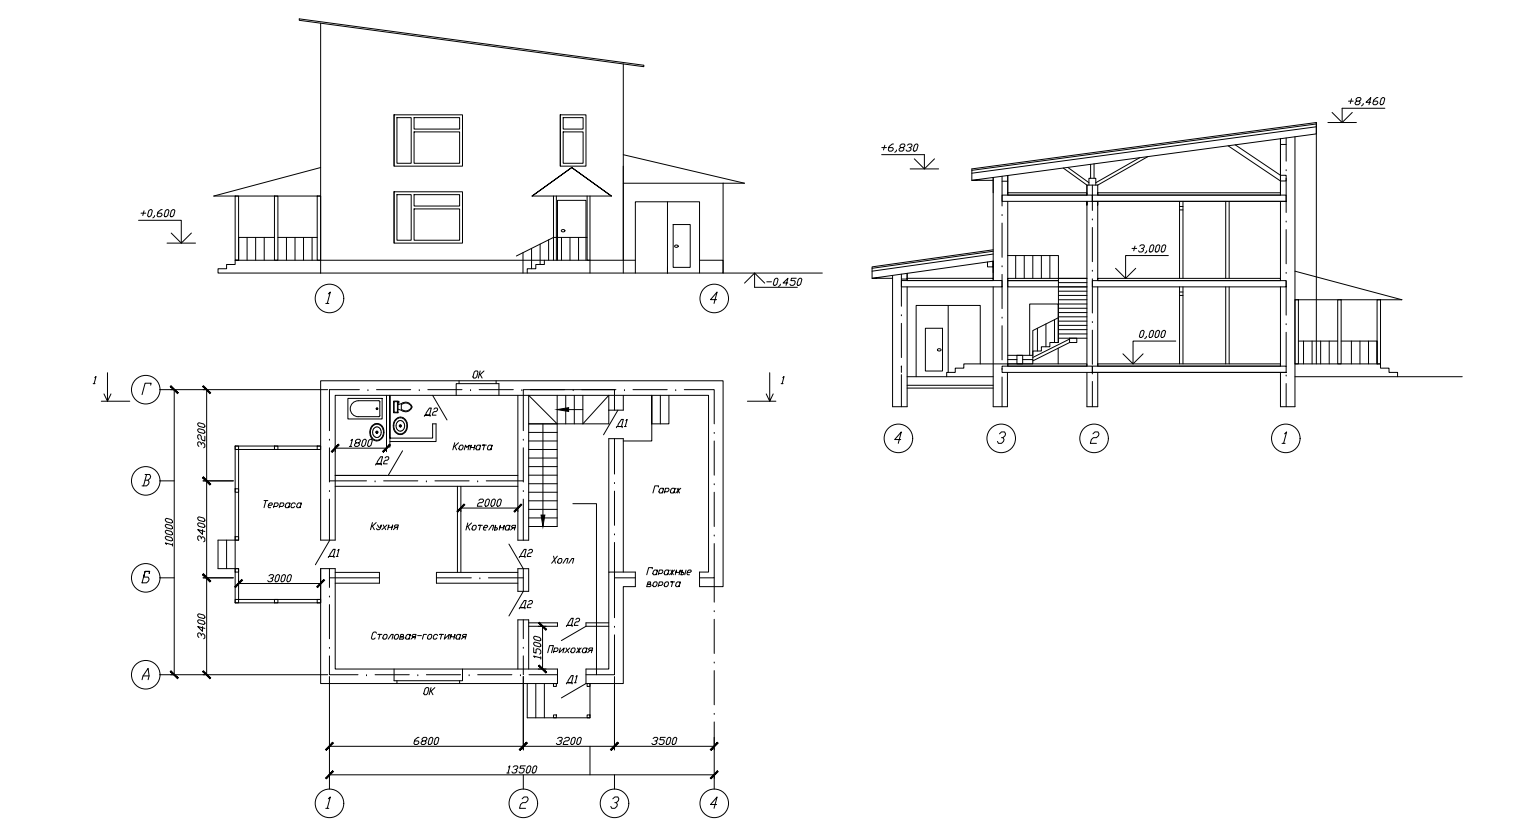 +0,600
-0,450
1
4
+8,460
+6,830
+3,000
0,000
4
3
2
1
1
1
ОК
Г
В
Б
А
3200
3400
3400
10000
1800
Д2
Д2
Д1
Комната
Терраса
3000
Кухня
2000
Котельная
Гараж
Д1
Д2
Холл
Гаражные
ворота
Д2
Столовая-гостиная
Д2
1500
Прихожая
Д1
ОК
6800
3200
3500
13500
1
2
3
4